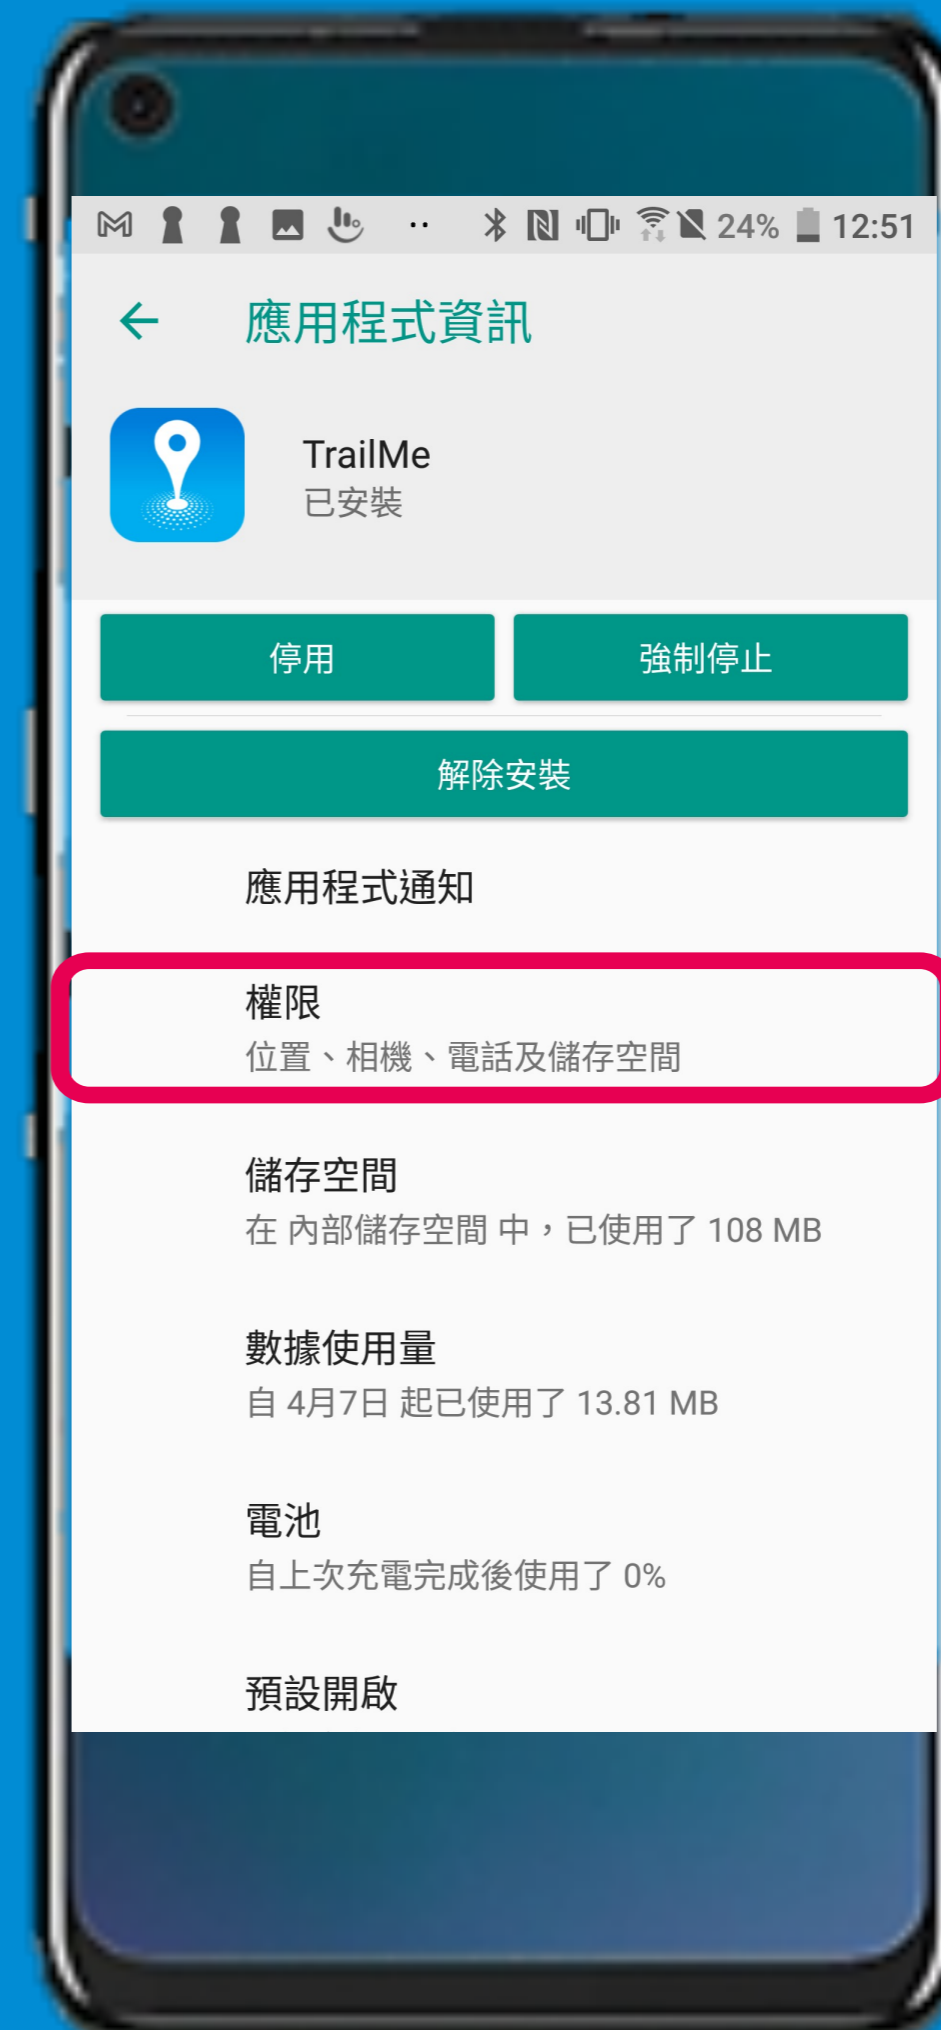 24% 12:51
應用程式資訊
TrailMe
已安裝
停用
強制停止
解除安裝
應用程式通知
權限
位置、相機、電話及儲存空間
儲存空間
在 內部儲存空間 中，已使用了 108 MB
數據使用量
自 4月7日 起已使用了 13.81 MB
電池
自上次充電完成後使用了 0%
預設開啟